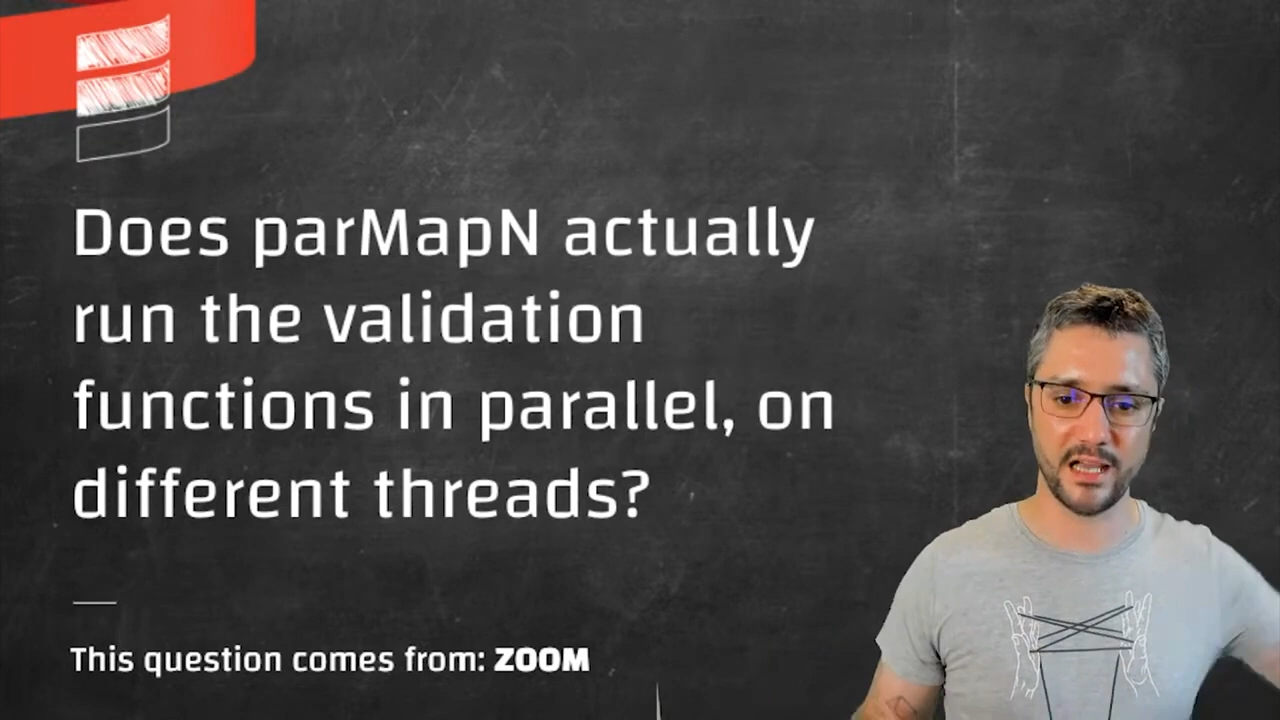 Does parMapN actually
run the validation
functions in parallel, on
different threads?
This question comes from: ZOOM